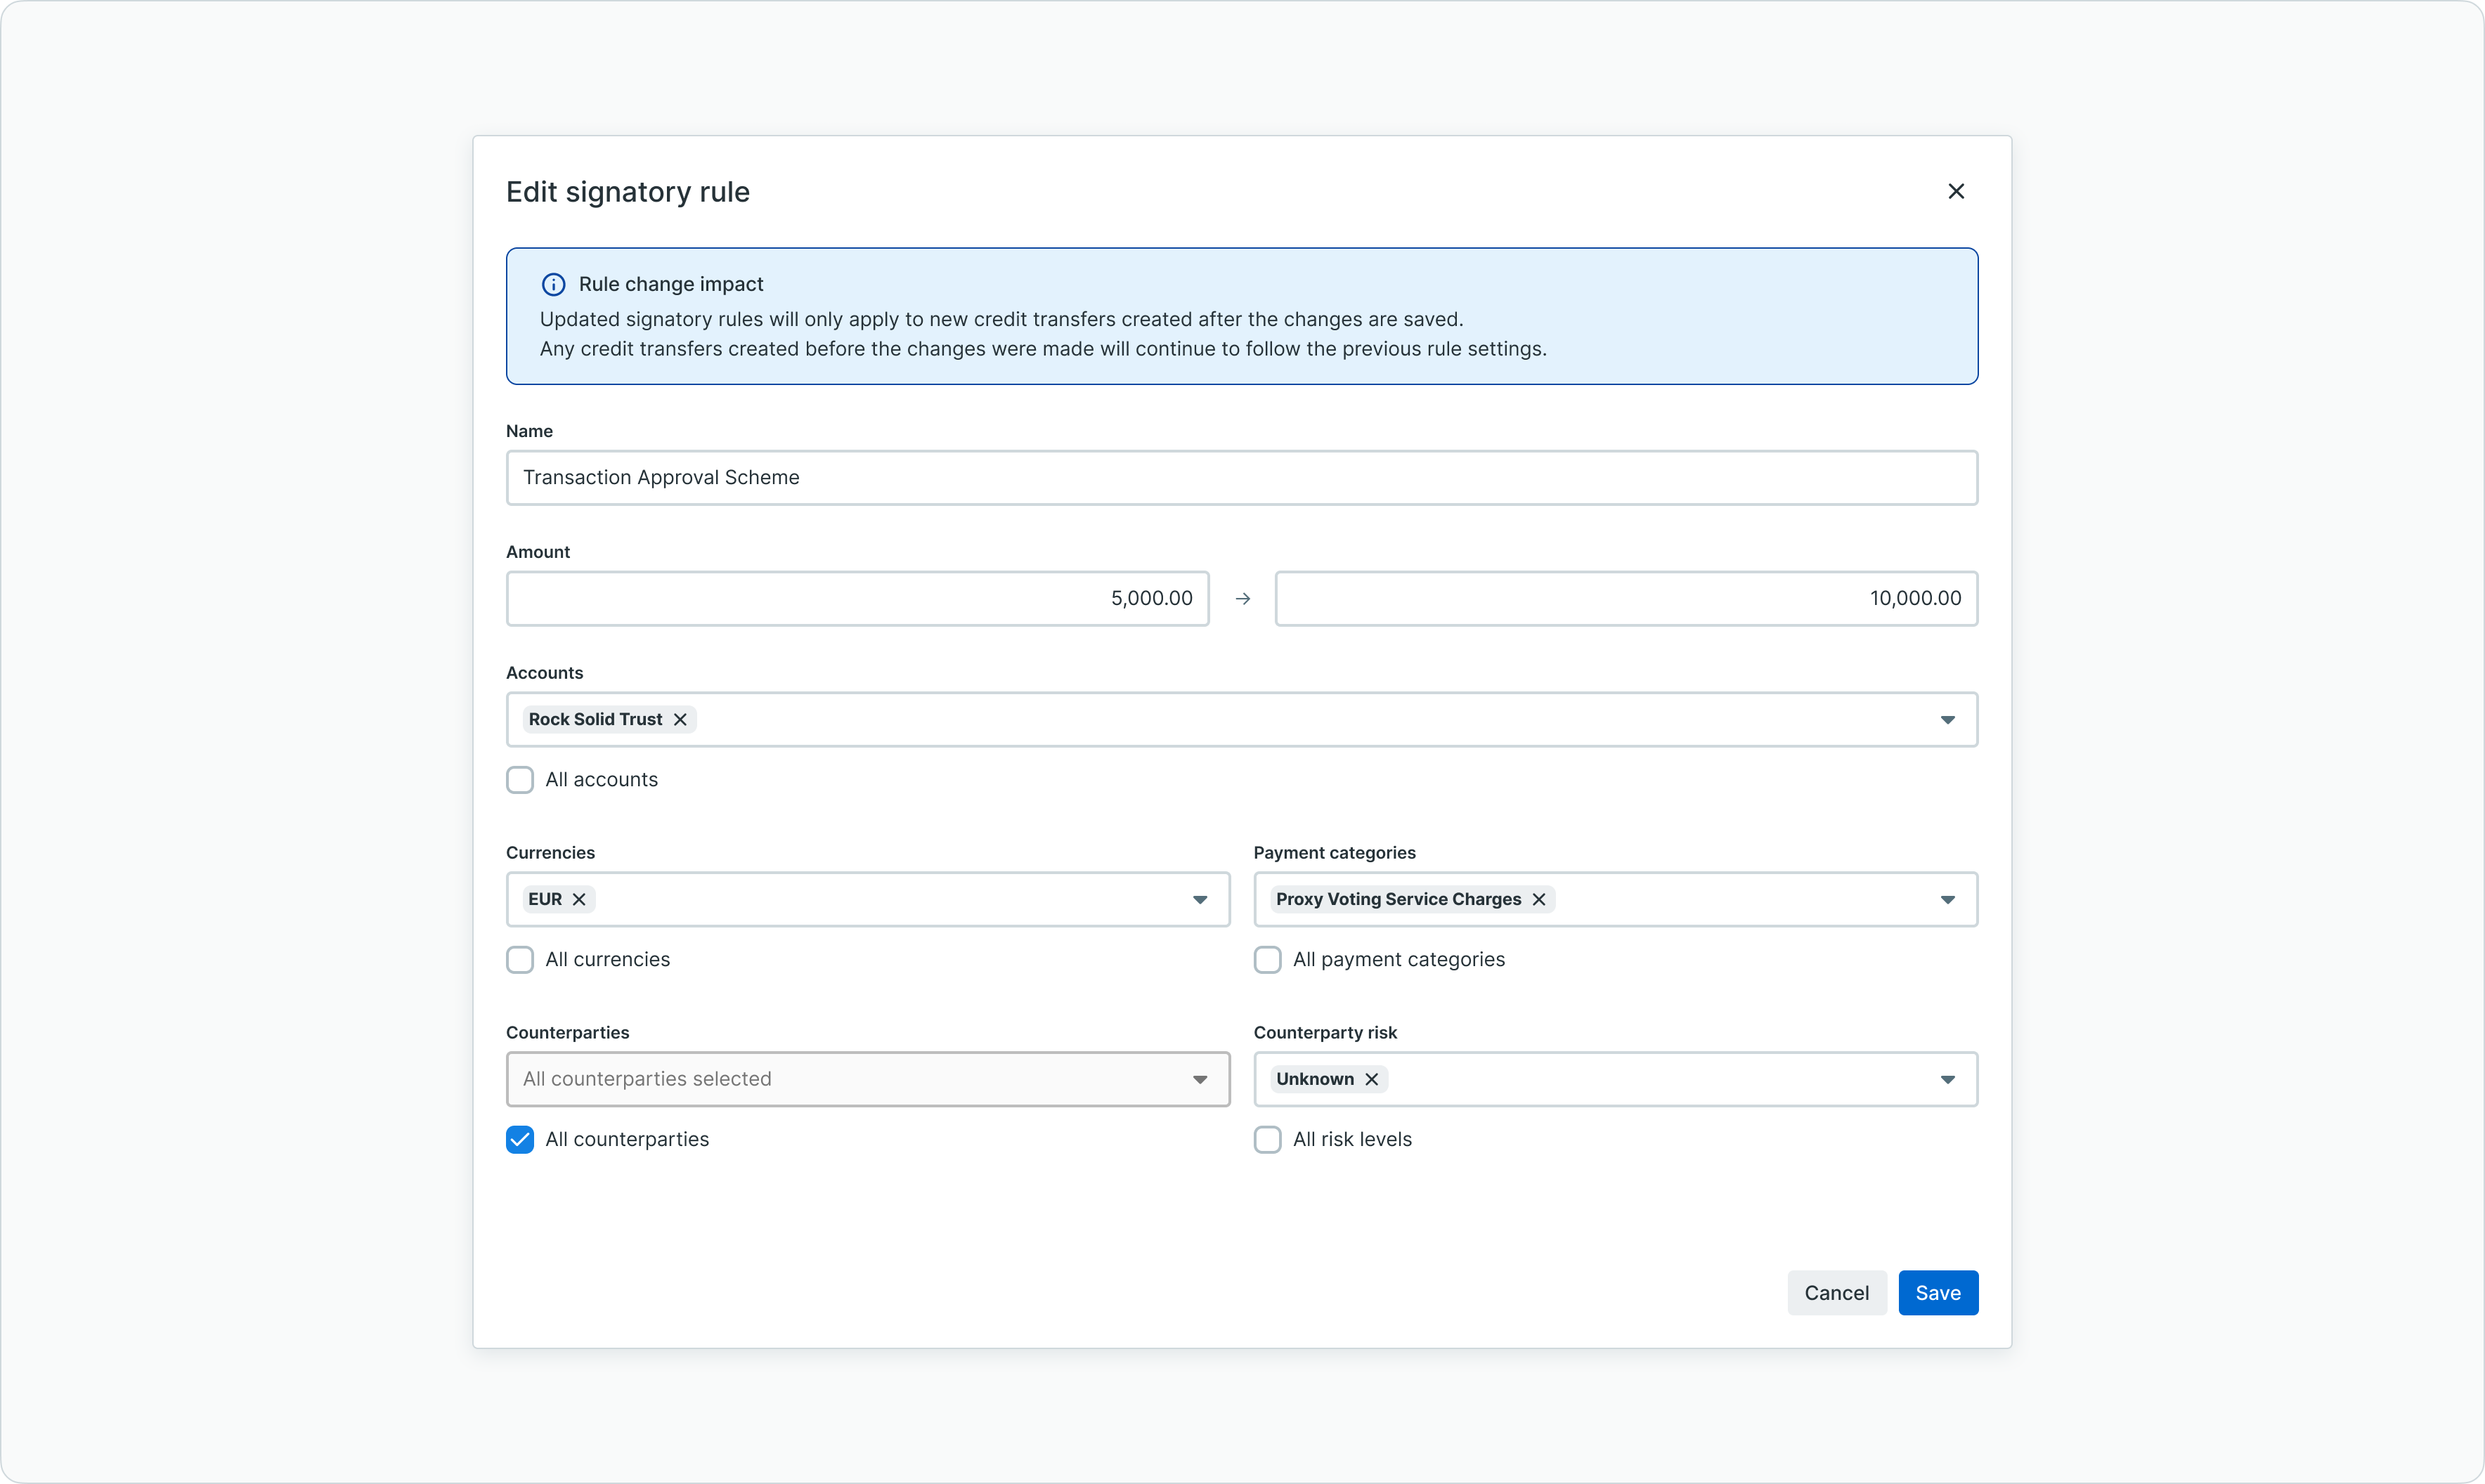 Edit signatory rule
Rule change impact
Updated signatory rules will only apply to new credit transfers created after the changes are saved.
Any credit transfers created before the changes were made will continue to follow the previous rule settings.
Name
Transaction Approval Scheme
Amount
5,000.00 → 10,000.00
Accounts
Rock Solid Trust
All accounts
Currencies
EUR
All currencies
Payment categories
Proxy Voting Service Charges
All payment categories
Counterparties
All counterparties selected
All counterparties
Counterparty risk
Unknown
All risk levels
Cancel
Save